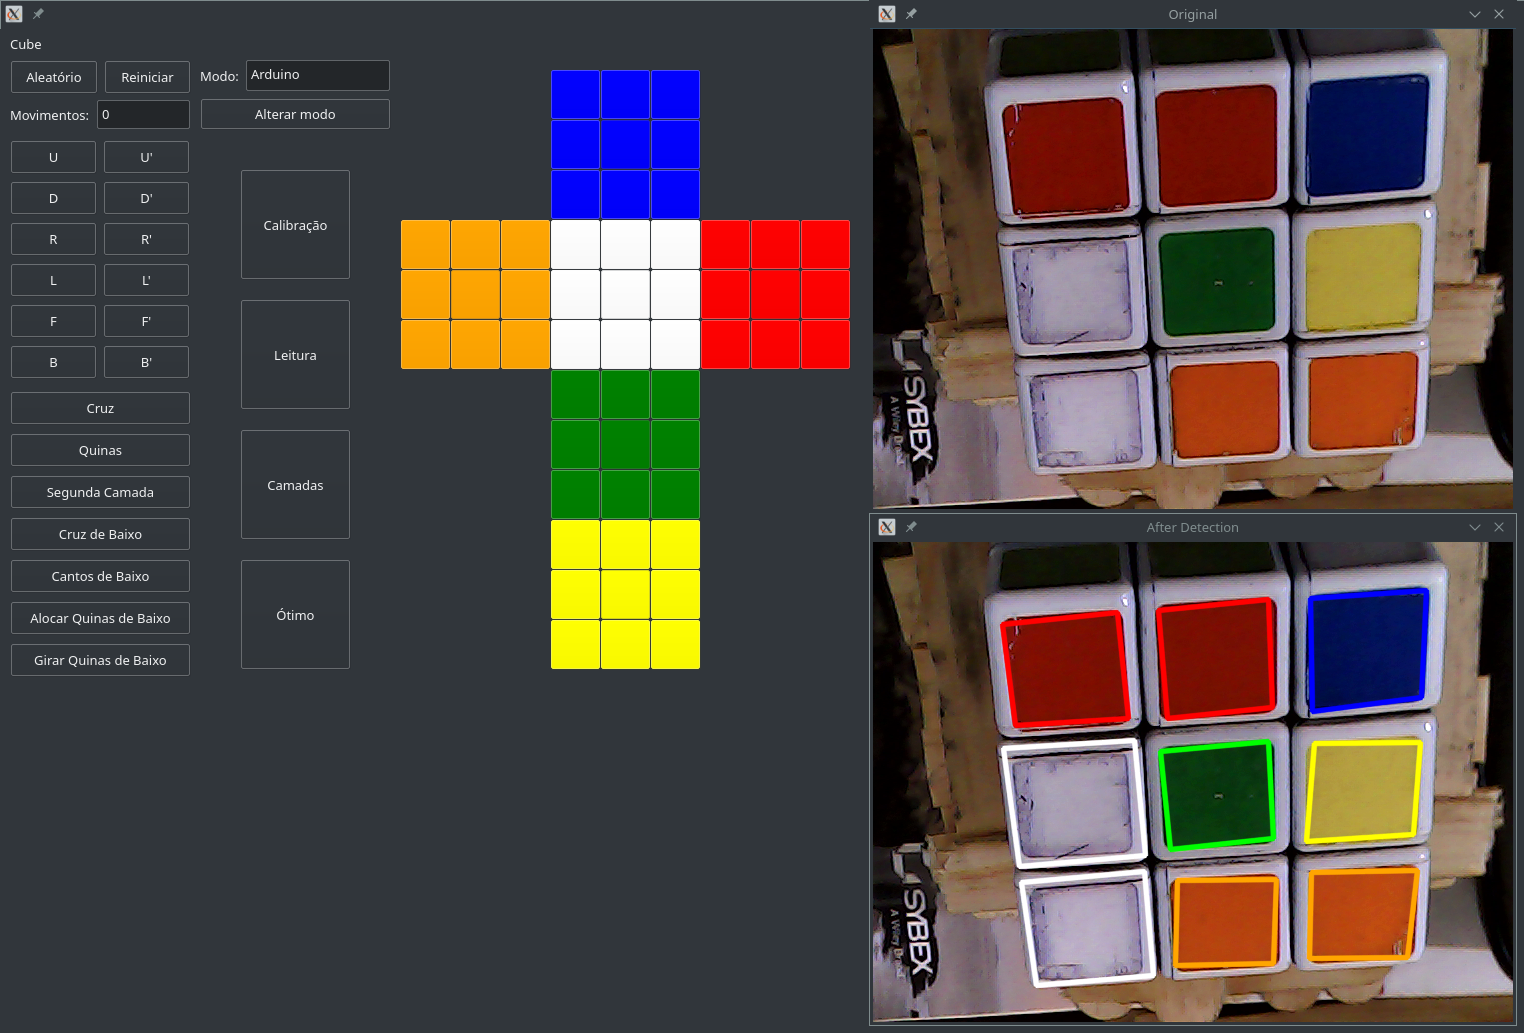 Cube
Aleatório Reiniciar Modo: Arduino
Movimentos: 0 Alterar modo
U U'
D D'
R R'
L L'
F F'
B B'
Cruz
Quinas
Segunda Camada
Cruz de Baixo
Cantos de Baixo
Alocar Quinas de Baixo
Girar Quinas de Baixo
Calibração
Leitura
Camadas
Ótimo
Original
SYBEX
A Wiley Brand
After Detection
SYBEX
A Wiley Brand